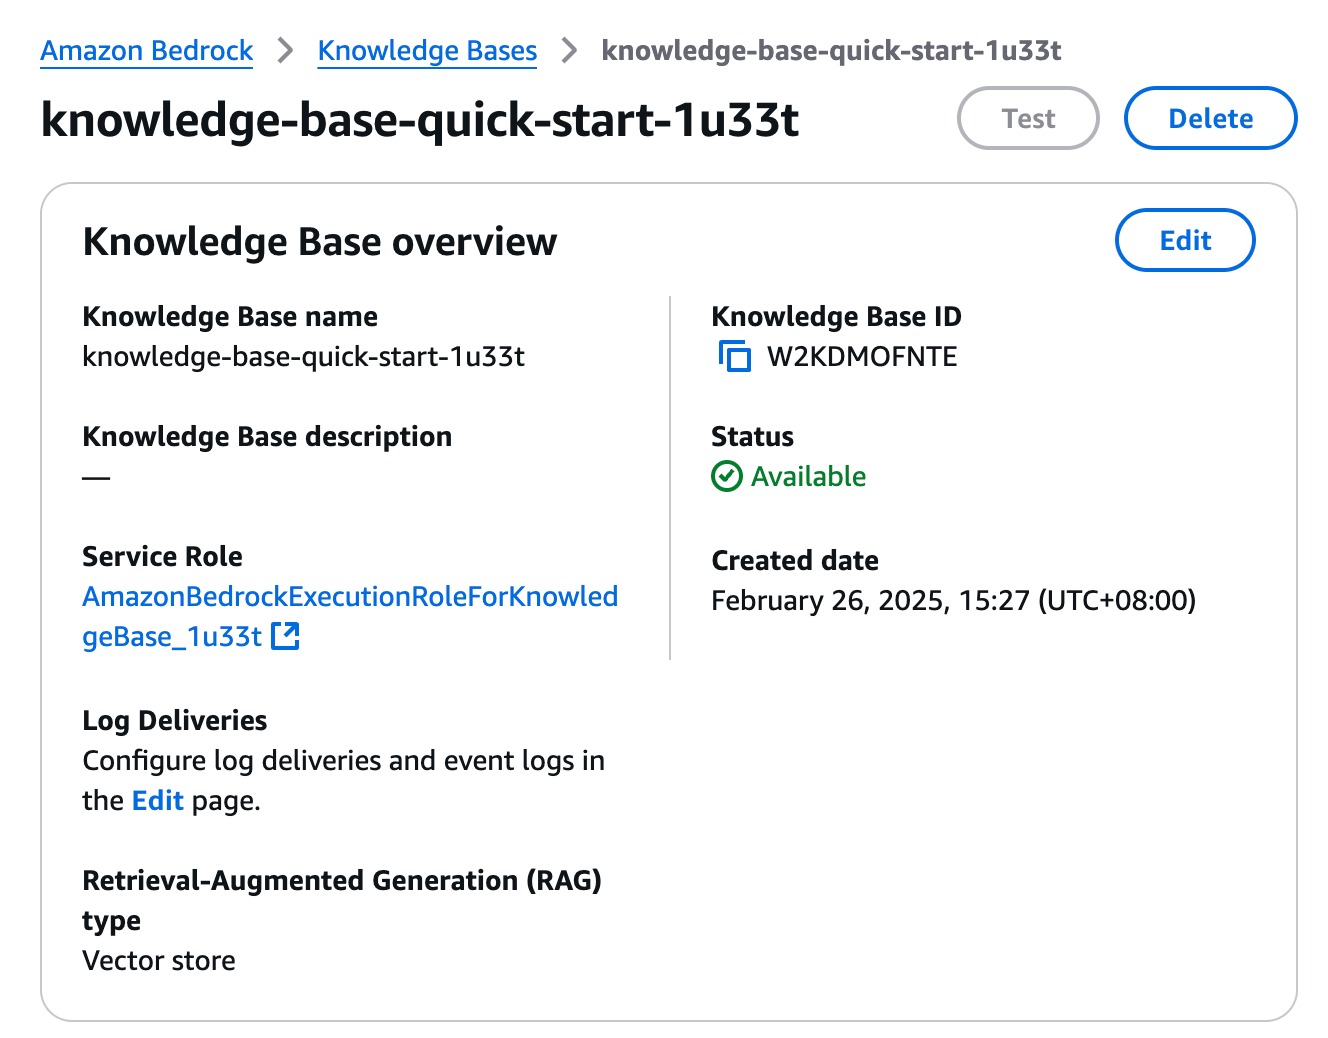 Amazon Bedrock > Knowledge Bases > knowledge-base-quick-start-1u33t
knowledge-base-quick-start-1u33t
Test
Delete
Knowledge Base overview
Edit
Knowledge Base name
knowledge-base-quick-start-1u33t
Knowledge Base description
—
Service Role
AmazonBedrockExecutionRoleForKnowled
geBase_1u33t
Log Deliveries
Configure log deliveries and event logs in
the Edit page.
Retrieval-Augmented Generation (RAG)
type
Vector store
Knowledge Base ID
W2KDMOFNTE
Status
Available
Created date
February 26, 2025, 15:27 (UTC+08:00)